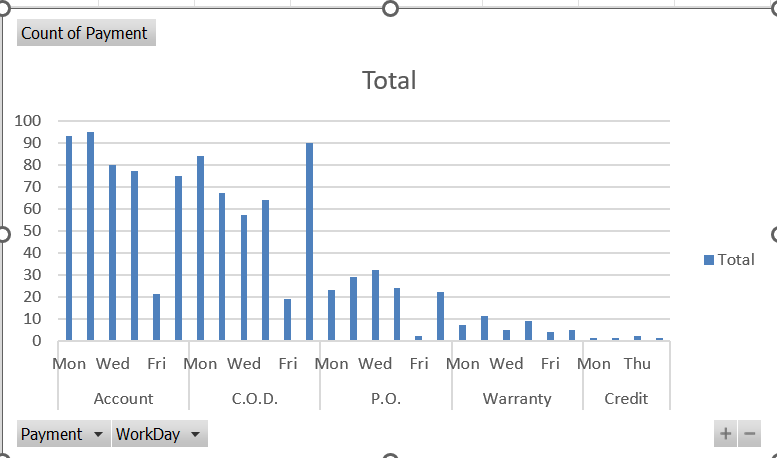 Count of Payment
Total
100
90
80
70
60
50
40
30
20
10
0
Total
Mon Wed Fri Mon Wed Fri Mon Wed Fri Mon Wed Fri Mon Thu
Account C.O.D. P.O. Warranty Credit
Payment WorkDay + −